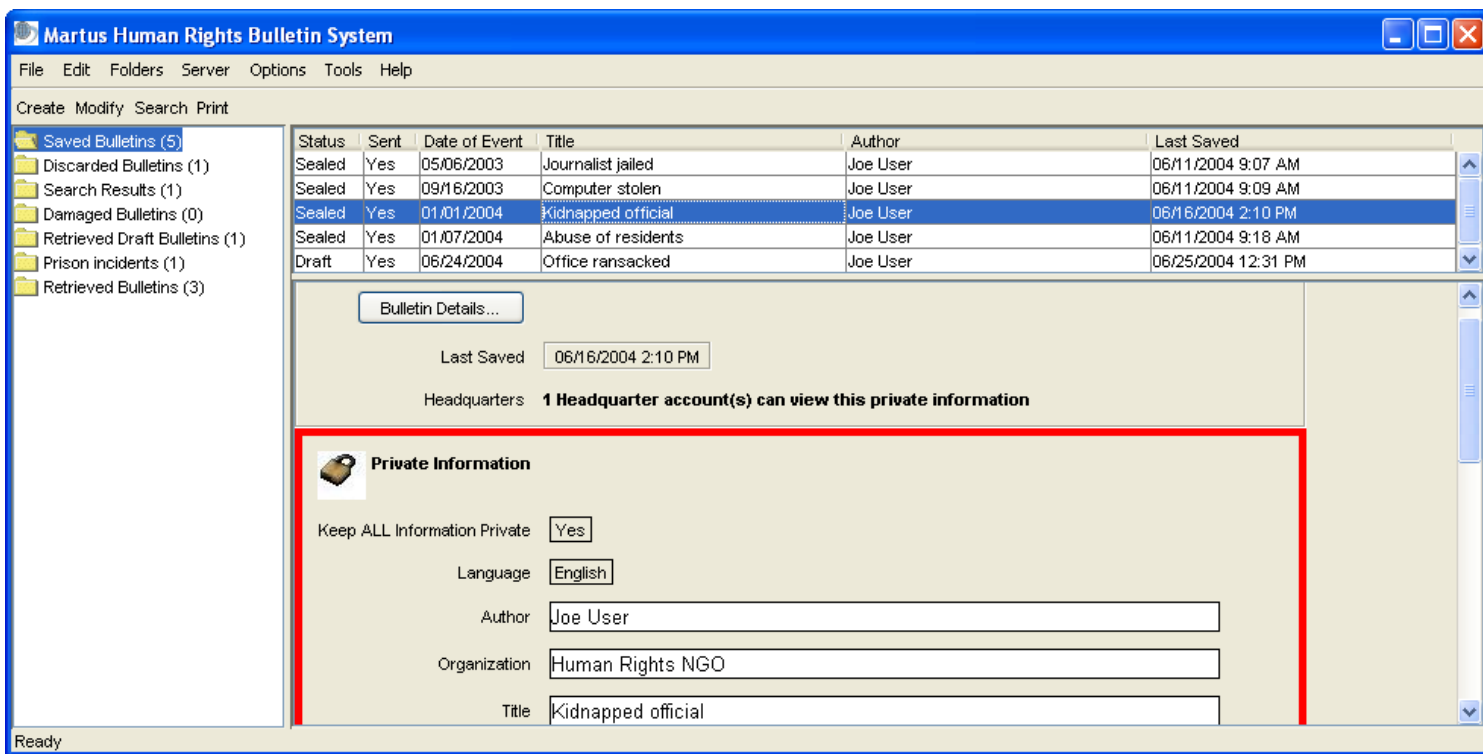 Martus Human Rights Bulletin System
File Edit Folders Server Options Tools Help
Create Modify Search Print
Saved Bulletins (5)
Discarded Bulletins (1)
Search Results (1)
Damaged Bulletins (0)
Retrieved Draft Bulletins (1)
Prison incidents (1)
Retrieved Bulletins (3)
Status Sent Date of Event Title Author Last Saved
Sealed Yes 05/06/2003 Journalist jailed Joe User 06/11/2004 9:07 AM
Sealed Yes 09/16/2003 Computer stolen Joe User 06/11/2004 9:09 AM
Sealed Yes 01/01/2004 Kidnapped official Joe User 06/16/2004 2:10 PM
Sealed Yes 01/07/2004 Abuse of residents Joe User 06/11/2004 9:18 AM
Draft Yes 06/24/2004 Office ransacked Joe User 06/25/2004 12:31 PM
Bulletin Details...
Last Saved 06/16/2004 2:10 PM
Headquarters 1 Headquarter account(s) can view this private information
Private Information
Keep ALL Information Private Yes
Language English
Author Joe User
Organization Human Rights NGO
Title Kidnapped official
Ready